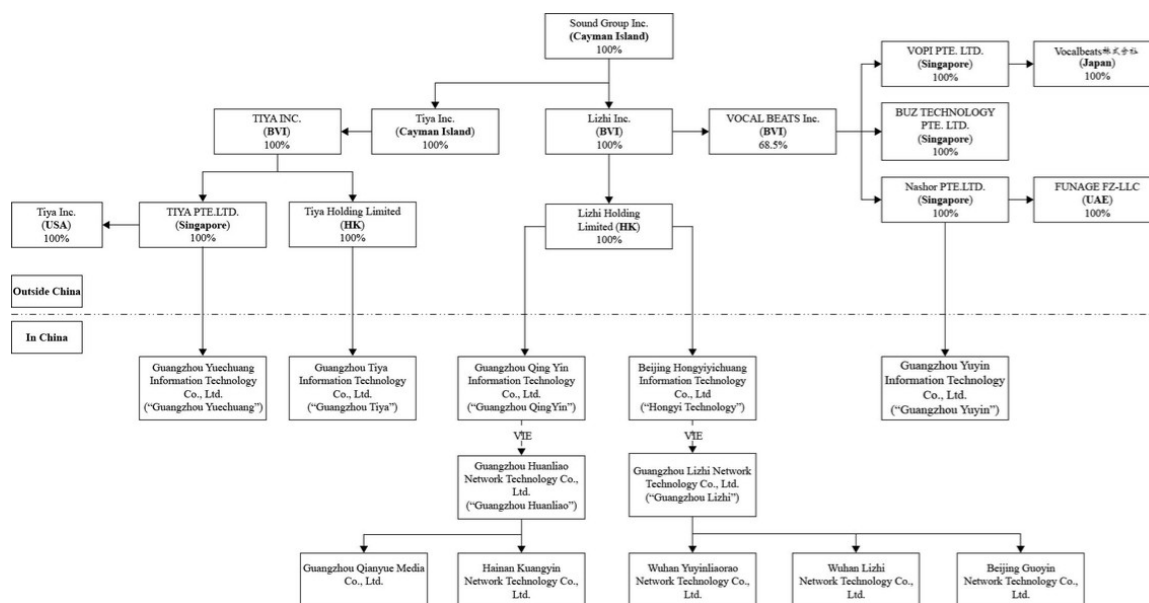 Sound Group Inc.
(Cayman Island)
100%
VOPI PTE. LTD.
(Singapore)
100%
Vocalbeats株式会社
(Japan)
100%
TIYA INC.
(BVI)
100%
Tiya Inc.
(Cayman Island)
100%
Lizhi Inc.
(BVI)
100%
VOCAL BEATS Inc.
(BVI)
68.5%
BUZ TECHNOLOGY
PTE. LTD.
(Singapore)
100%
Tiya Inc.
(USA)
100%
TIYA PTE.LTD.
(Singapore)
100%
Tiya Holding Limited
(HK)
100%
Lizhi Holding
Limited (HK)
100%
Nashor PTE.LTD.
(Singapore)
100%
FUNAGE FZ-LLC
(UAE)
100%
Outside China
In China
Guangzhou Yuechuang
Information Technology
Co., Ltd.
(“Guangzhou Yuechuang”)
Guangzhou Tiya
Information Technology
Co., Ltd.
(“Guangzhou Tiya”)
Guangzhou Qing Yin
Information Technology
Co., Ltd.
(“Guangzhou QingYin”)
Beijing Hongyiyichuang
Information Technology
Co., Ltd
(“Hongyi Technology”)
Guangzhou Yuyin
Information Technology
Co., Ltd.
(“Guangzhou Yuyin”)
VIE
VIE
Guangzhou Huanliao
Network Technology Co.,
Ltd.
(“Guangzhou Huanliao”)
Guangzhou Lizhi Network
Technology Co., Ltd.
(“Guangzhou Lizhi”)
Guangzhou Qianyue Media
Co., Ltd.
Hainan Kuangyin
Network Technology Co.,
Ltd.
Wuhan Yuyinliaorao
Network Technology Co.,
Ltd.
Wuhan Lizhi
Network Technology Co.,
Ltd.
Beijing Guoyin
Network Technology Co.,
Ltd.